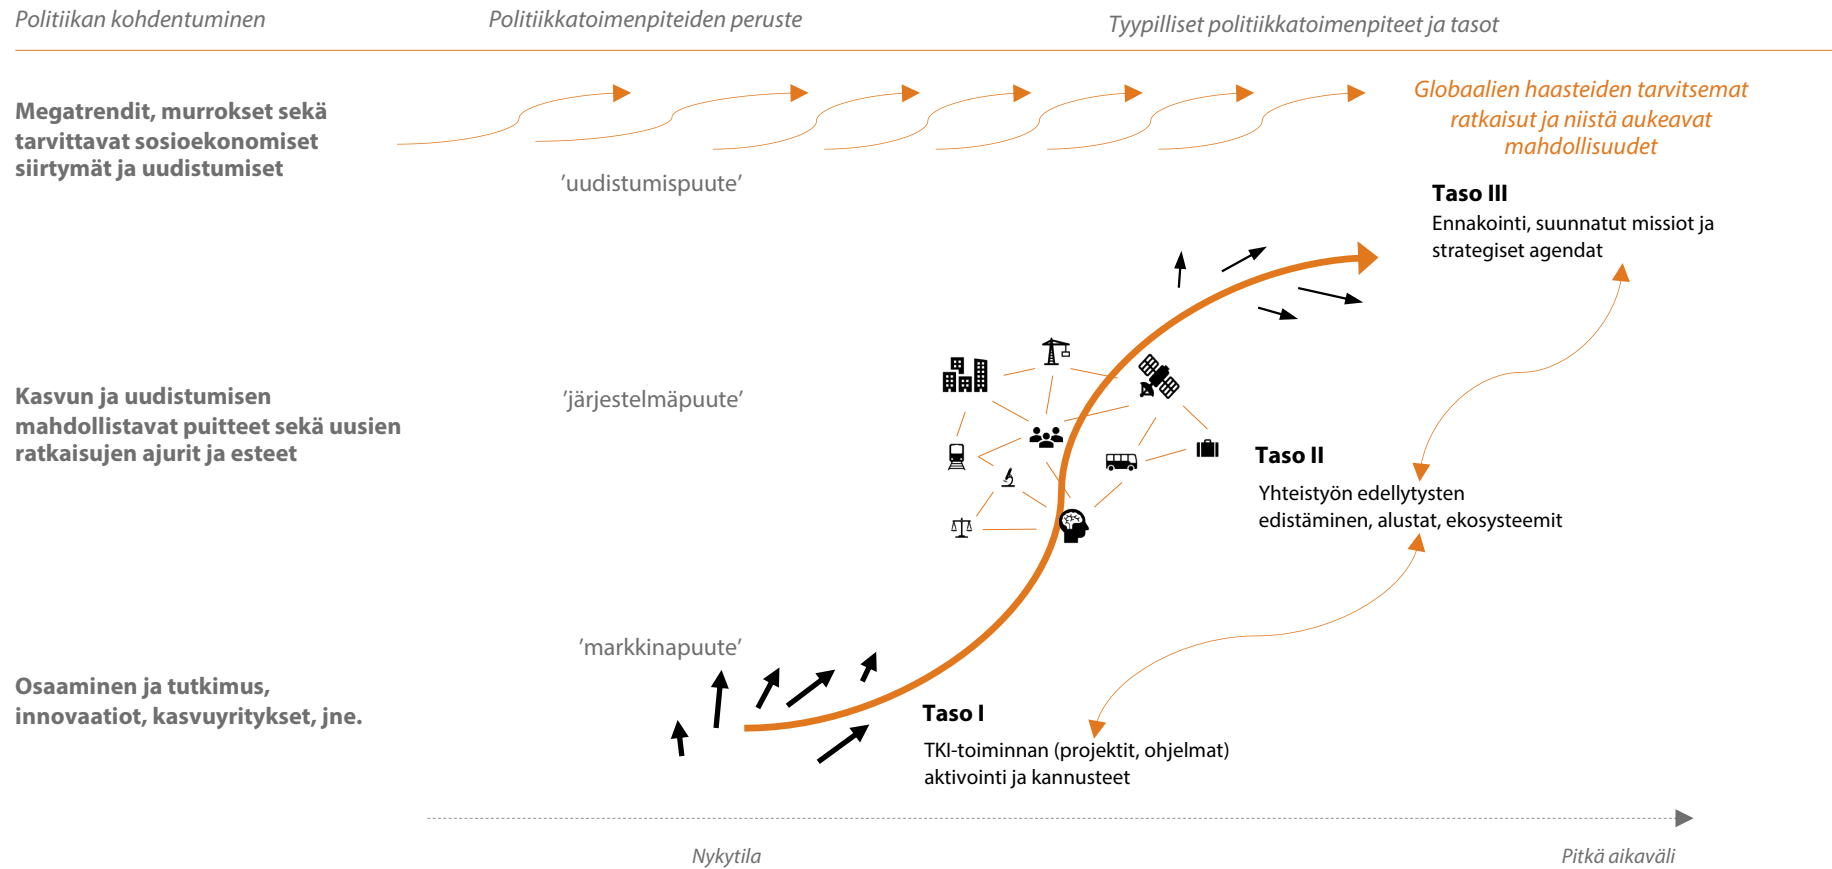 Politiikan kohdentuminen
Politiikkatoimenpiteiden peruste
Tyypilliset politiikkatoimenpiteet ja tasot
Megatrendit, murrokset sekä
tarvittavat sosioekonomiset
siirtymät ja uudistumiset
'uudistumispuute'
Globaalien haasteiden tarvitsemat
ratkaisut ja niistä aukeavat
mahdollisuudet
Taso III
Ennakointi, suunnatut missiot ja
strategiset agendat
Kasvun ja uudistumisen
mahdollistavat puitteet sekä uusien
ratkaisujen ajurit ja esteet
'järjestelmäpuute'
Taso II
Yhteistyön edellytysten
edistäminen, alustat, ekosysteemit
'markkinapuute'
Osaaminen ja tutkimus,
innovaatiot, kasvuyritykset, jne.
Taso I
TKI-toiminnan (projektit, ohjelmat)
aktivointi ja kannusteet
Nykytila
Pitkä aikaväli